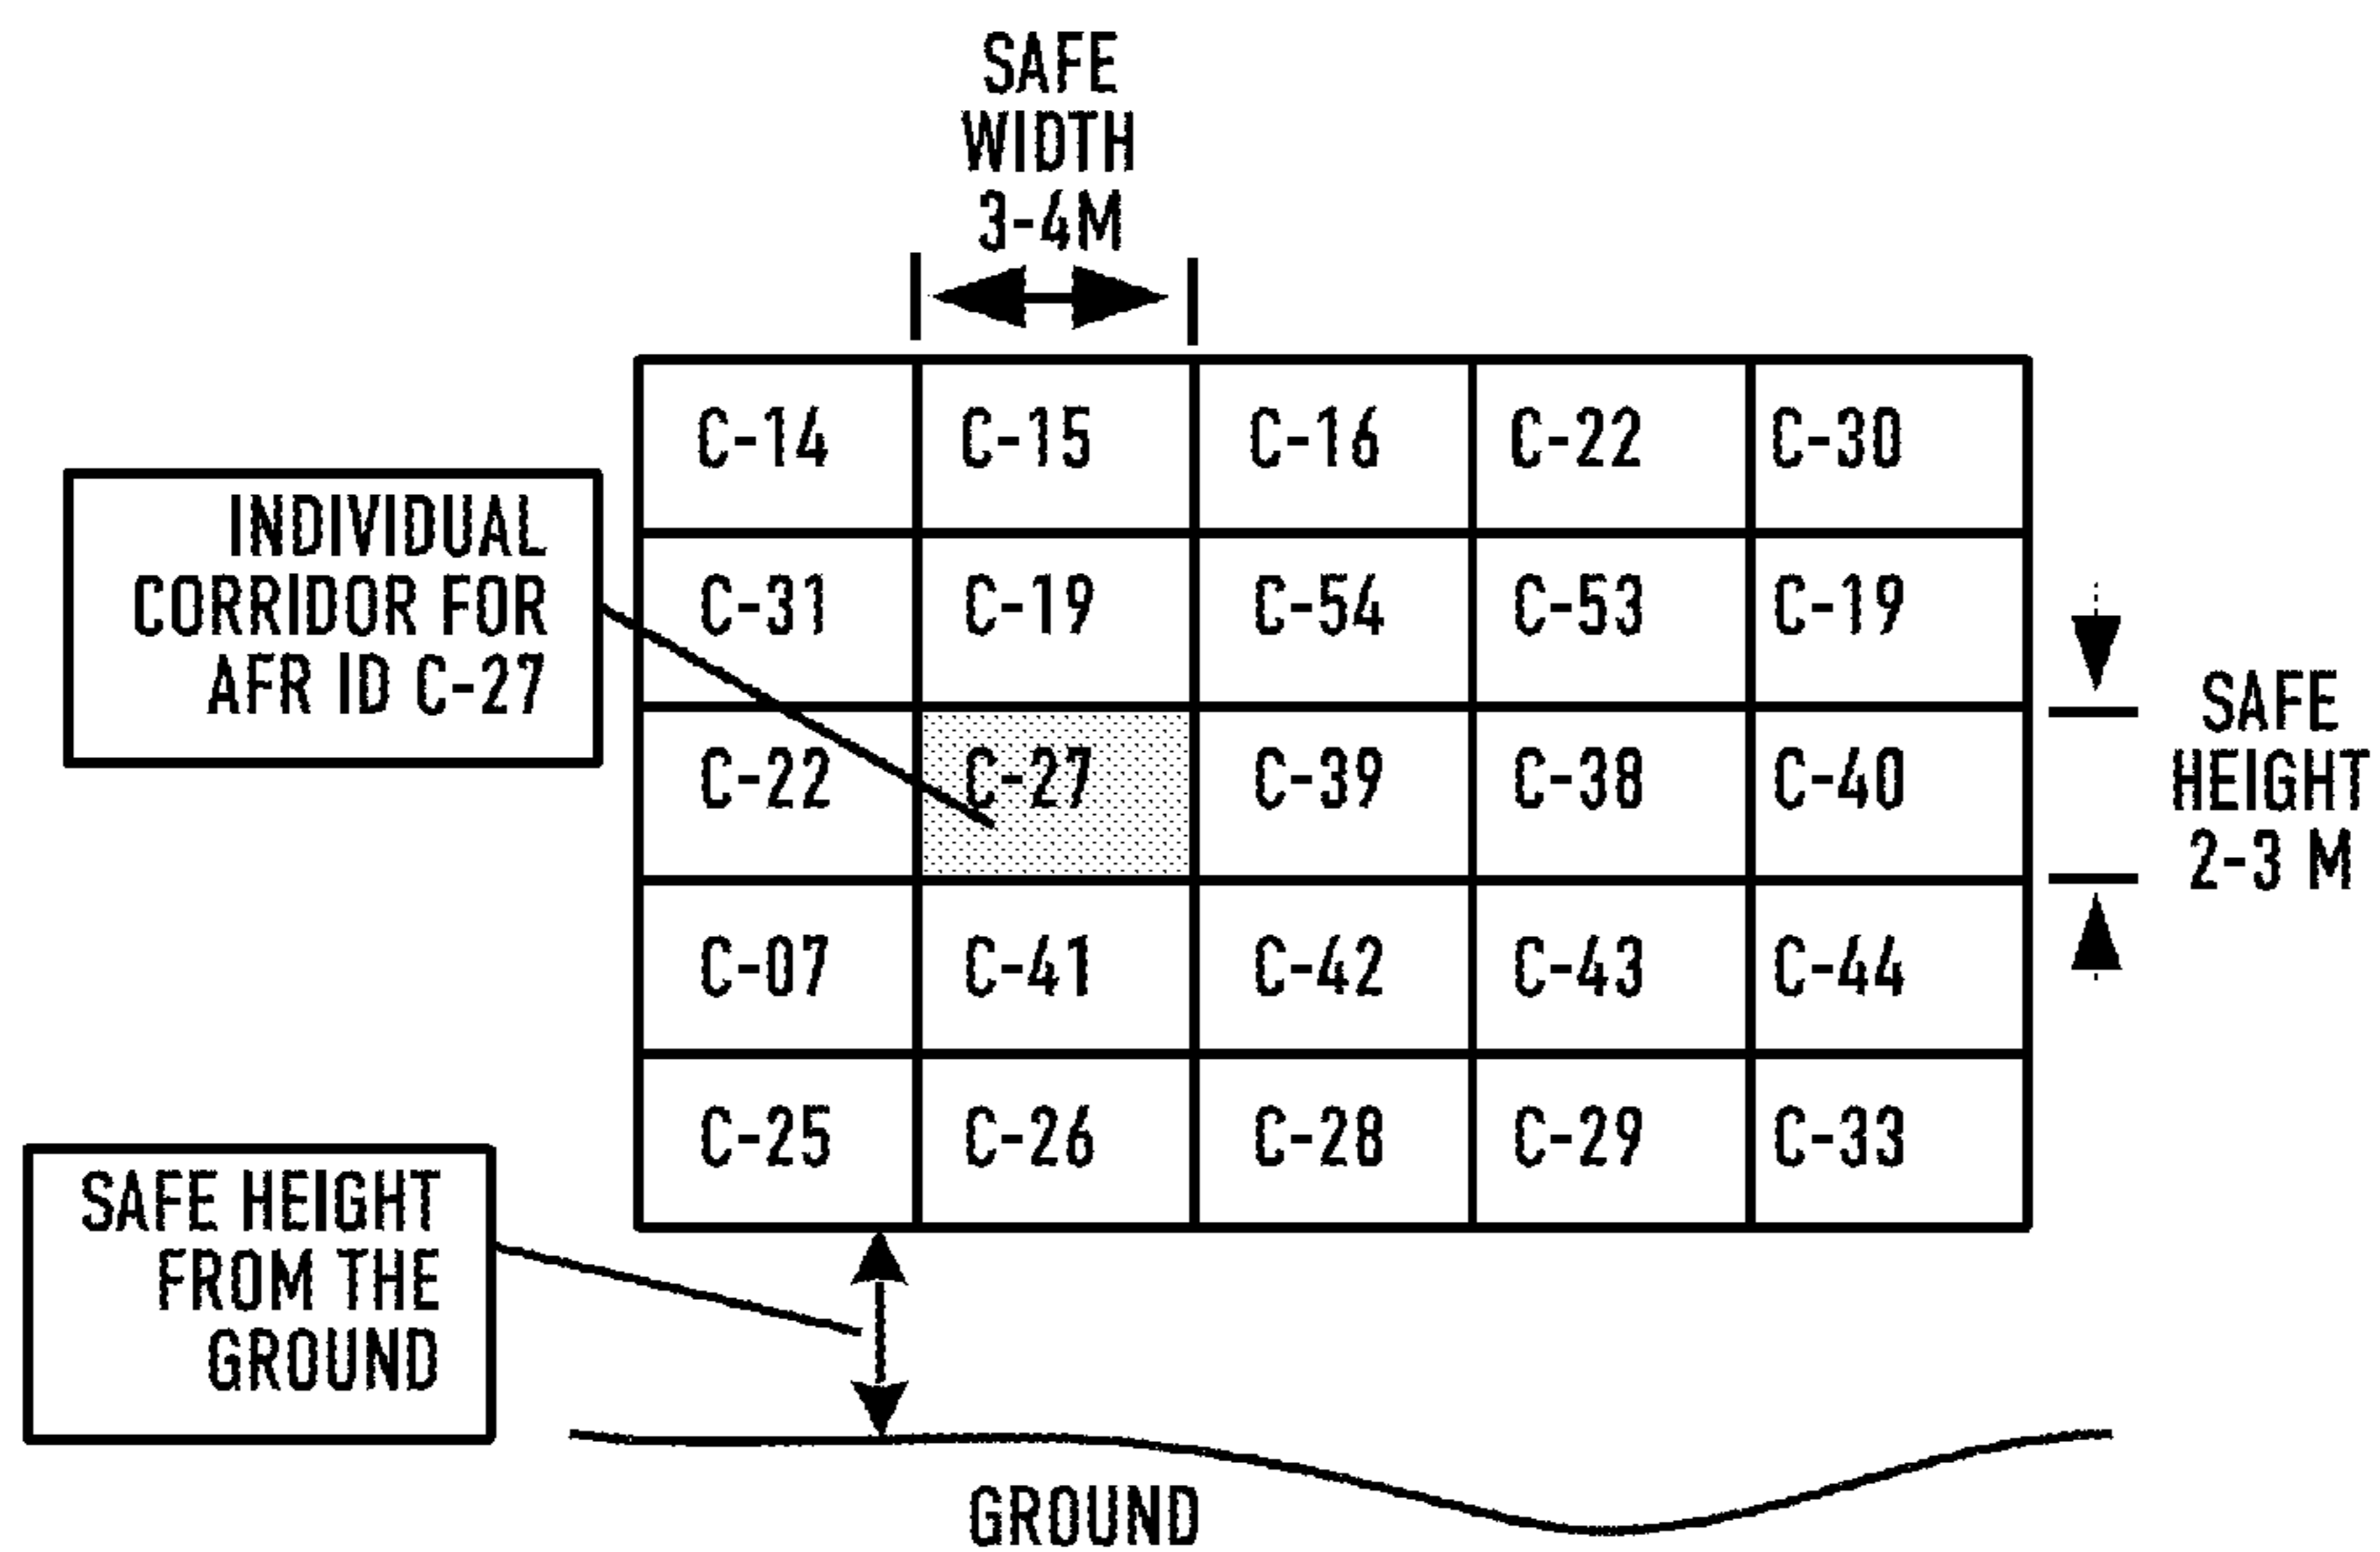 SAFE
WIDTH
3-4M
C-14 C-15 C-16 C-22 C-30
INDIVIDUAL
CORRIDOR FOR
AFR ID C-27
C-31 C-19 C-54 C-53 C-19
C-22 C-27 C-39 C-38 C-40
SAFE
HEIGHT
2-3 M
C-07 C-41 C-42 C-43 C-44
C-25 C-26 C-28 C-29 C-33
SAFE HEIGHT
FROM THE
GROUND
GROUND